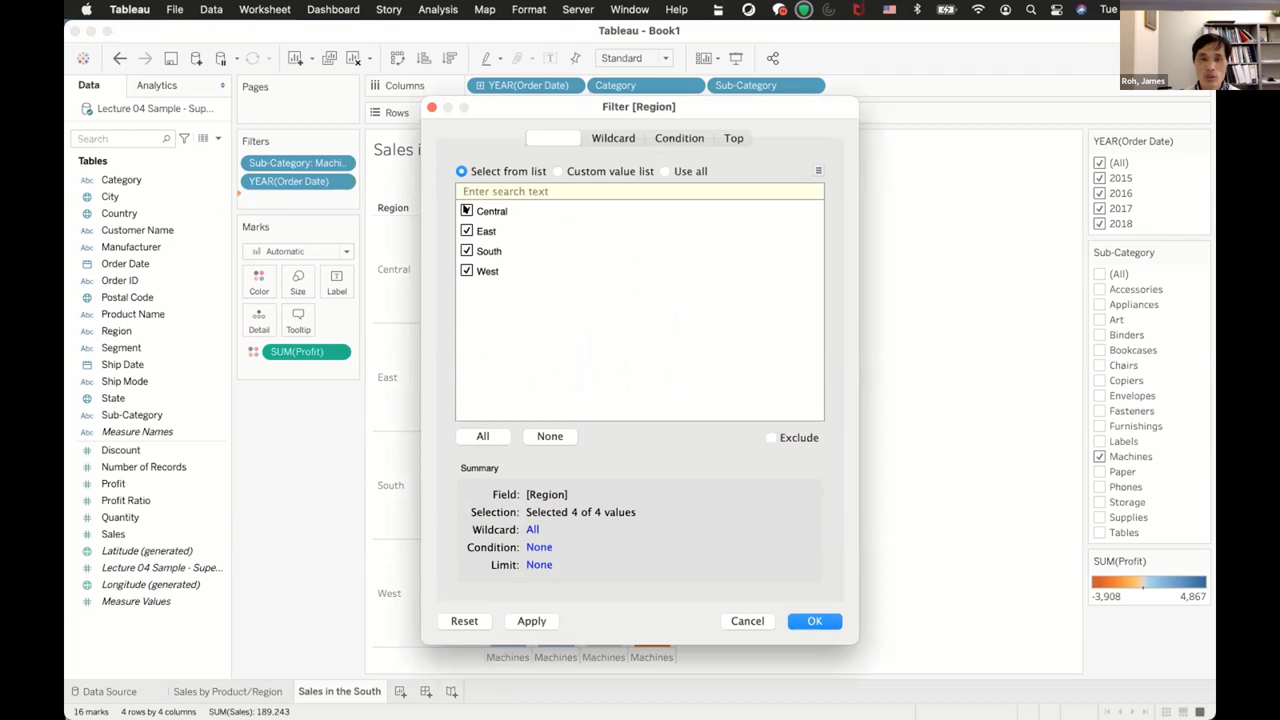 Tableau File Data Worksheet Dashboard Story Analysis Map Format Server Window Help Tue
Tableau - Book1
Standard
Roh, James
Data Analytics
Pages
Columns YEAR(Order Date) Category Sub-Category
Lecture 04 Sample - Sup...
Rows
Search
Filters
Sub-Category: Machi..
YEAR(Order Date)
Tables
Abc Category
City
Country
Abc Customer Name
Abc Manufacturer
Order Date
Abc Order ID
Postal Code
Abc Product Name
Abc Region
Abc Segment
Ship Date
Abc Ship Mode
State
Abc Sub-Category
Abc Measure Names
# Discount
# Number of Records
# Profit
# Profit Ratio
# Quantity
# Sales
Latitude (generated)
# Lecture 04 Sample - Supe...
Longitude (generated)
# Measure Values
Marks
Automatic
Color Size Label
Detail Tooltip
SUM(Profit)
Sales i
Region
Central
East
South
West
Machines Machines Machines Machines
Filter [Region]
Wildcard Condition Top
Select from list Custom value list Use all
Enter search text
Central
East
South
West
All None Exclude
Summary
Field: [Region]
Selection: Selected 4 of 4 values
Wildcard: All
Condition: None
Limit: None
Reset Apply Cancel OK
YEAR(Order Date)
(All)
2015
2016
2017
2018
Sub-Category
(All)
Accessories
Appliances
Art
Binders
Bookcases
Chairs
Copiers
Envelopes
Fasteners
Furnishings
Labels
Machines
Paper
Phones
Storage
Supplies
Tables
SUM(Profit)
-3,908 4,867
Data Source Sales by Product/Region Sales in the South
16 marks 4 rows by 4 columns SUM(Sales): 189,243